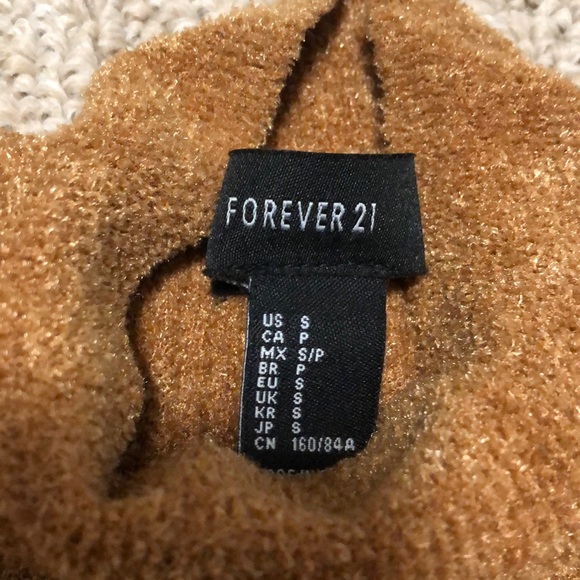 FOREVER 21
US S
CA P
MX S/P
BR P
EU S
UK S
KR S
JP S
CN 160/84A